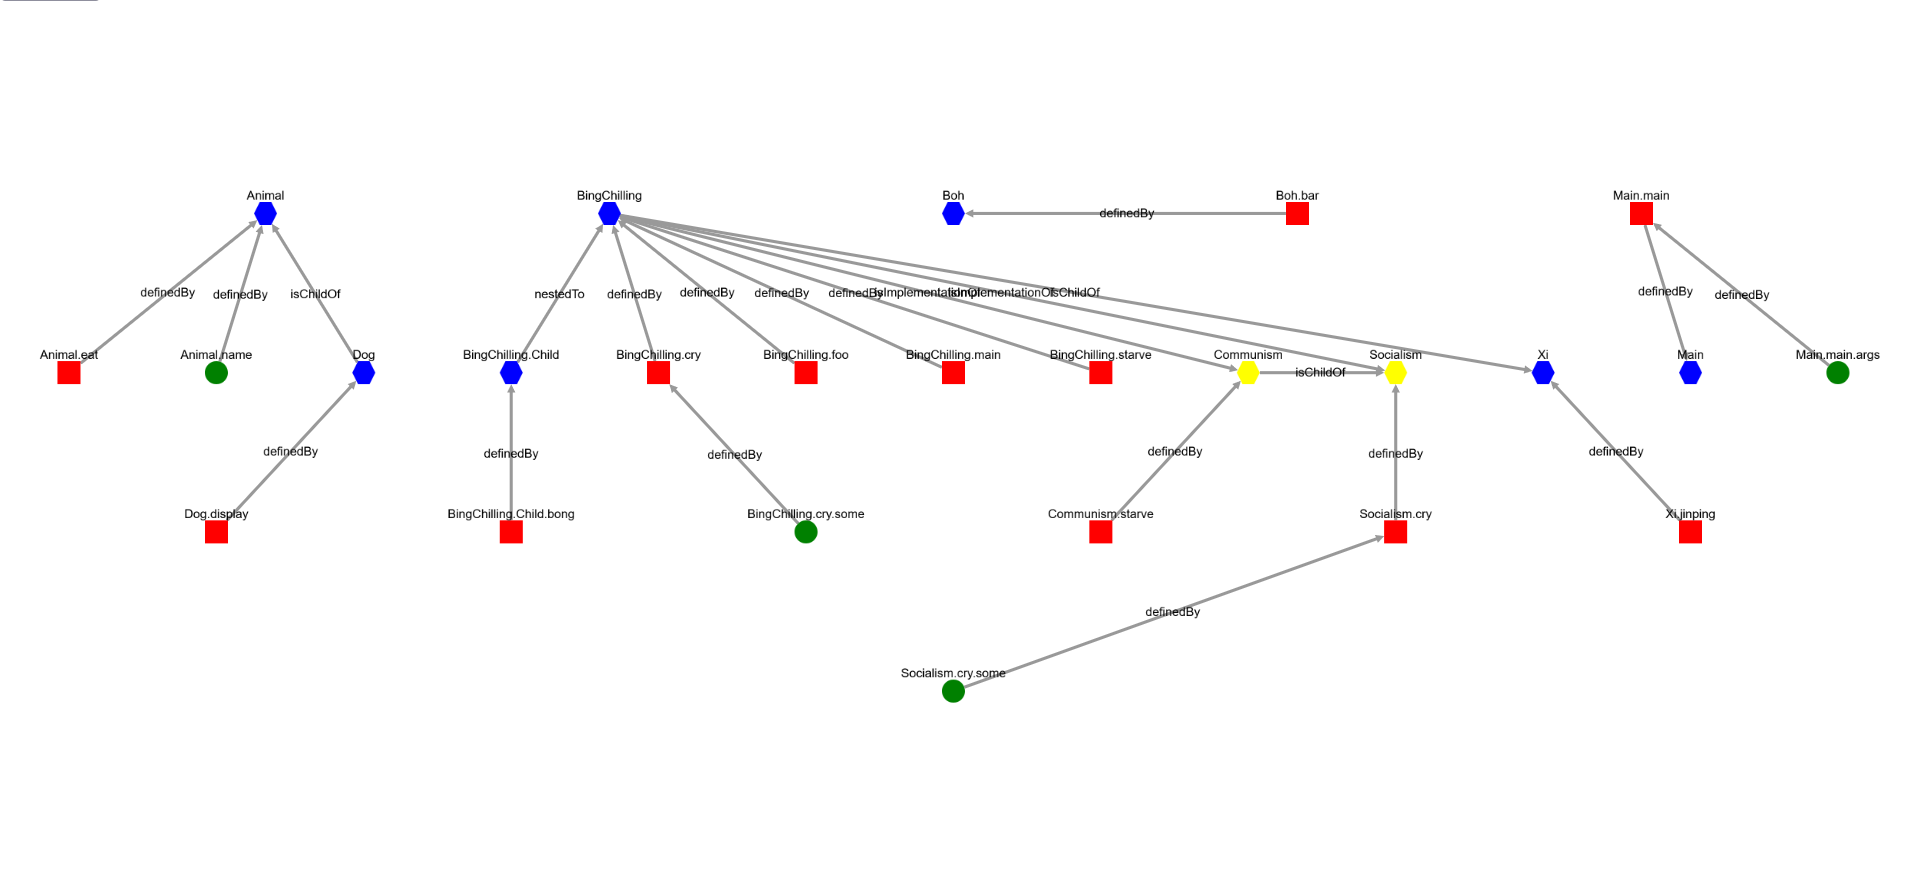 Animal
BingChilling
Boh
Boh.bar
Main.main
definedBy
definedBy
definedBy
isChildOf
nestedTo
definedBy
definedBy
definedBy
definedBy
isImplementationOf
isImplementationOf
isChildOf
definedBy
definedBy
Animal.eat
Animal.name
Dog
BingChilling.Child
BingChilling.cry
BingChilling.foo
BingChilling.main
BingChilling.starve
Communism
Socialism
Xi
Main
Main.main.args
isChildOf
definedBy
definedBy
definedBy
definedBy
definedBy
definedBy
Dog.display
BingChilling.Child.bong
BingChilling.cry.some
Communism.starve
Socialism.cry
Xi.jinping
definedBy
Socialism.cry.some